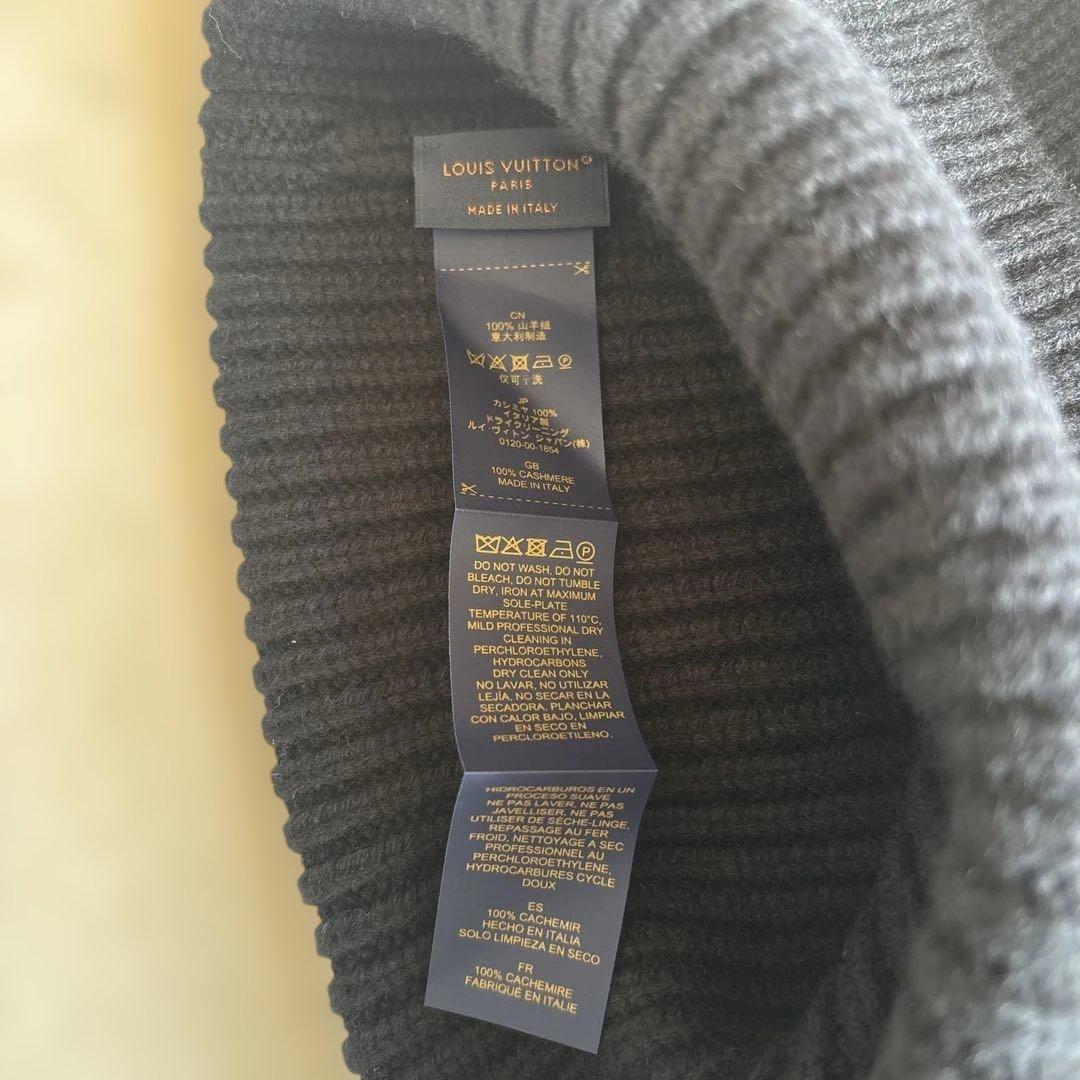 LOUIS VUITTON®
PARIS
MADE IN ITALY
CN
100% 山羊绒
意大利制造
仅可干洗
JP
カシミヤ 100%
イタリア製
ドライクリーニング
ルイ・ヴィトン ジャパン(株)
0120-00-1854
GB
100% CASHMERE
MADE IN ITALY
DO NOT WASH, DO NOT
BLEACH, DO NOT TUMBLE
DRY, IRON AT MAXIMUM
SOLE-PLATE
TEMPERATURE OF 110°C,
MILD PROFESSIONAL DRY
CLEANING IN
PERCHLOROETHYLENE,
HYDROCARBONS
DRY CLEAN ONLY
NO LAVAR, NO UTILIZAR
LEJÍA, NO SECAR EN LA
SECADORA, PLANCHAR
CON CALOR BAJO, LIMPIAR
EN SECO EN
PERCLOROETILENO.
HIDROCARBUROS EN UN
PROCESO SUAVE
NE PAS LAVER, NE PAS
JAVELLISER, NE PAS
UTILISER DE SÈCHE-LINGE,
REPASSAGE AU FER
FROID, NETTOYAGE A SEC
PROFESSIONNEL AU
PERCHLOROETHYLENE,
HYDROCARBURES CYCLE
DOUX
ES
100% CACHEMIR
HECHO EN ITALIA
SOLO LIMPIEZA EN SECO
FR
100% CACHEMIRE
FABRIQUÉ EN ITALIE